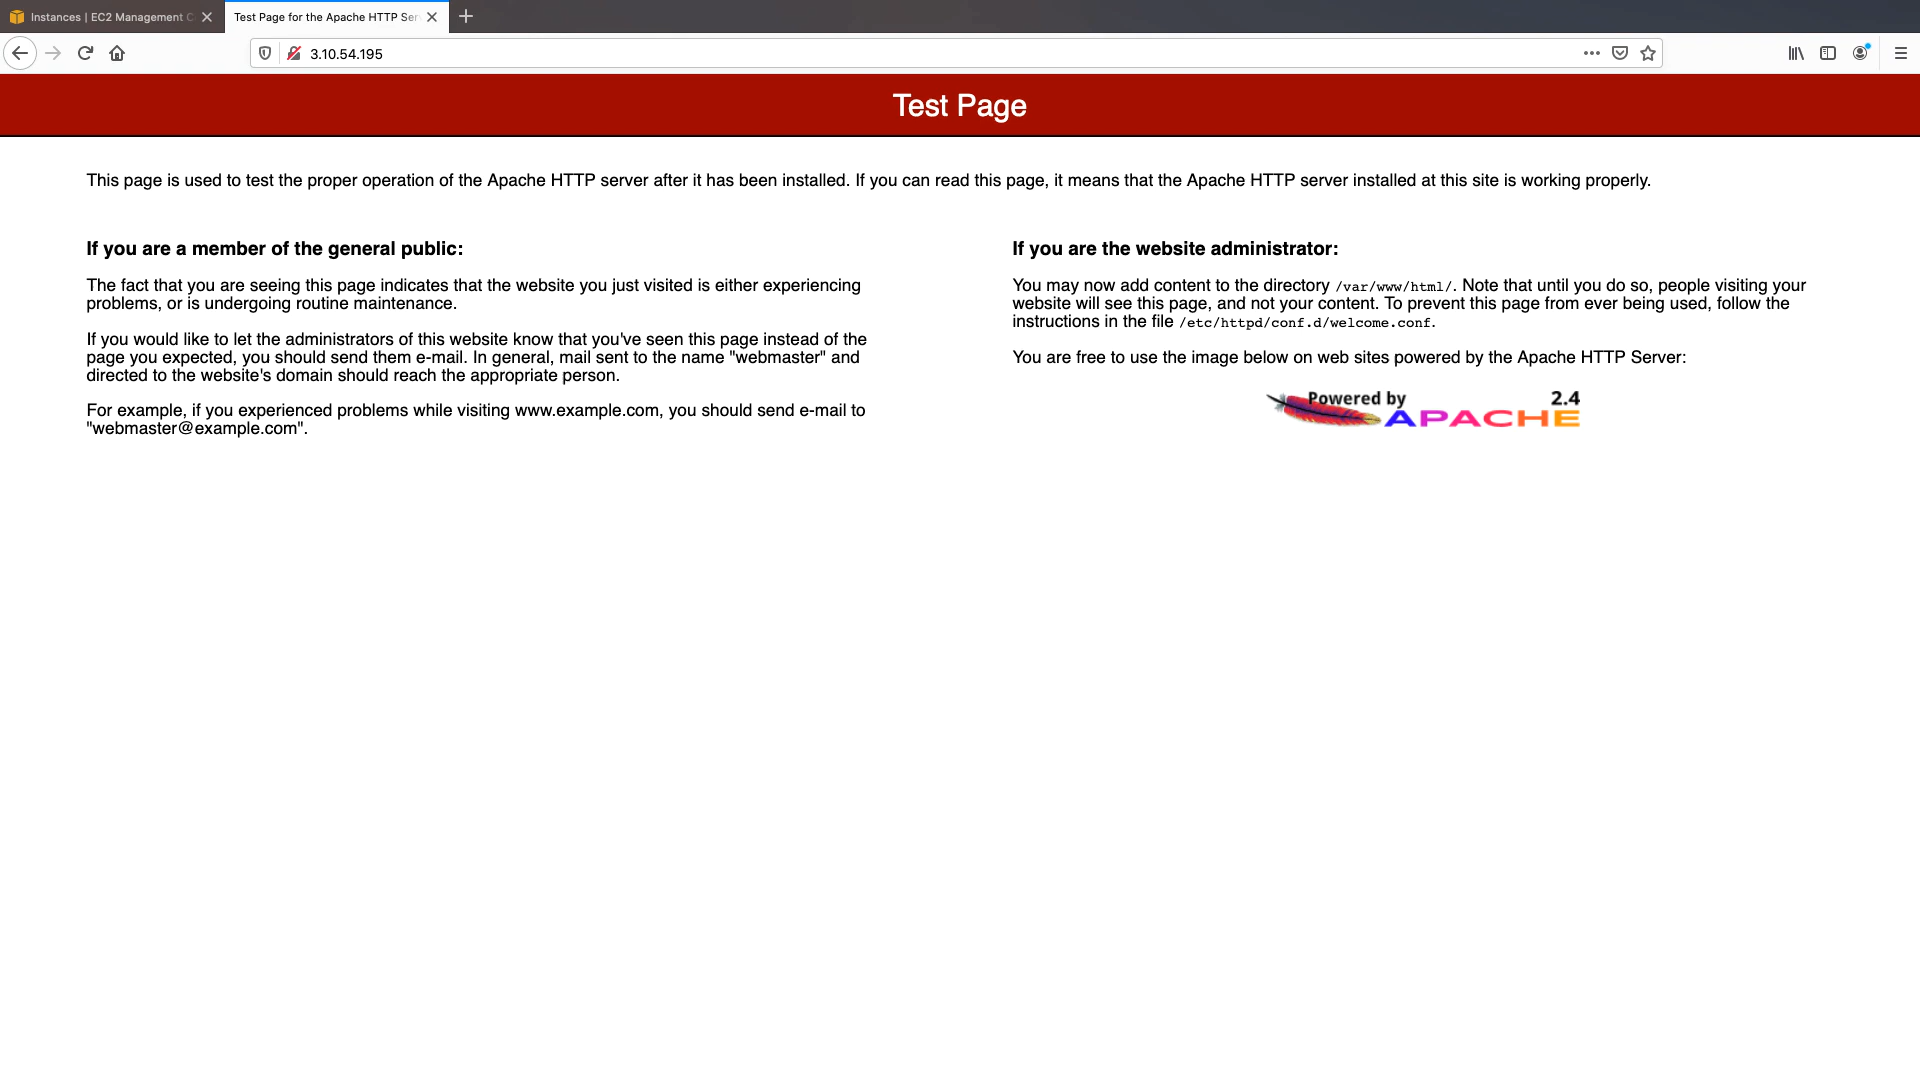 Instances | EC2 Management C
Test Page for the Apache HTTP Ser
3.10.54.195
Test Page
This page is used to test the proper operation of the Apache HTTP server after it has been installed. If you can read this page, it means that the Apache HTTP server installed at this site is working properly.
If you are a member of the general public:
The fact that you are seeing this page indicates that the website you just visited is either experiencing
problems, or is undergoing routine maintenance.
If you would like to let the administrators of this website know that you've seen this page instead of the
page you expected, you should send them e-mail. In general, mail sent to the name "webmaster" and
directed to the website's domain should reach the appropriate person.
For example, if you experienced problems while visiting www.example.com, you should send e-mail to
"webmaster@example.com".
If you are the website administrator:
You may now add content to the directory /var/www/html/. Note that until you do so, people visiting your
website will see this page, and not your content. To prevent this page from ever being used, follow the
instructions in the file /etc/httpd/conf.d/welcome.conf.
You are free to use the image below on web sites powered by the Apache HTTP Server:
Powered by 2.4
APACHE